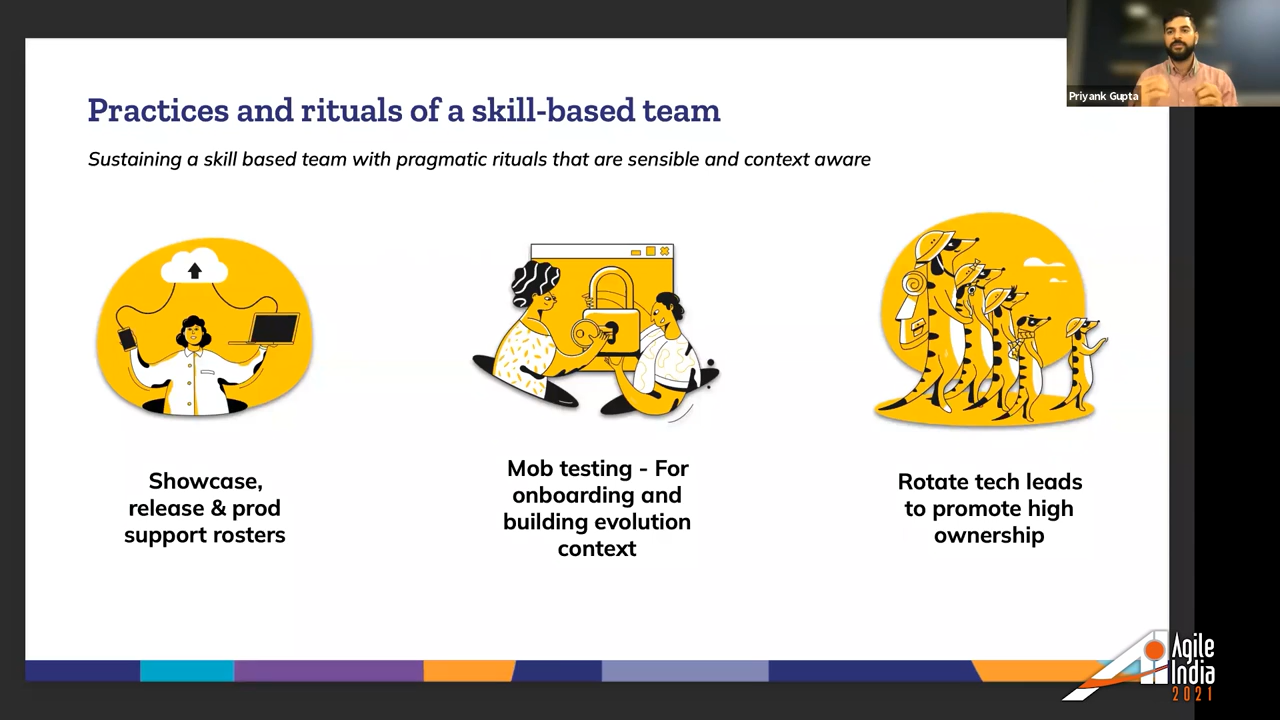 Practices and rituals of a skill-based team
Sustaining a skill based team with pragmatic rituals that are sensible and context aware
Priyank Gupta
Showcase,
release & prod
support rosters
Mob testing - For
onboarding and
building evolution
context
Rotate tech leads
to promote high
ownership
Agile
India
2021